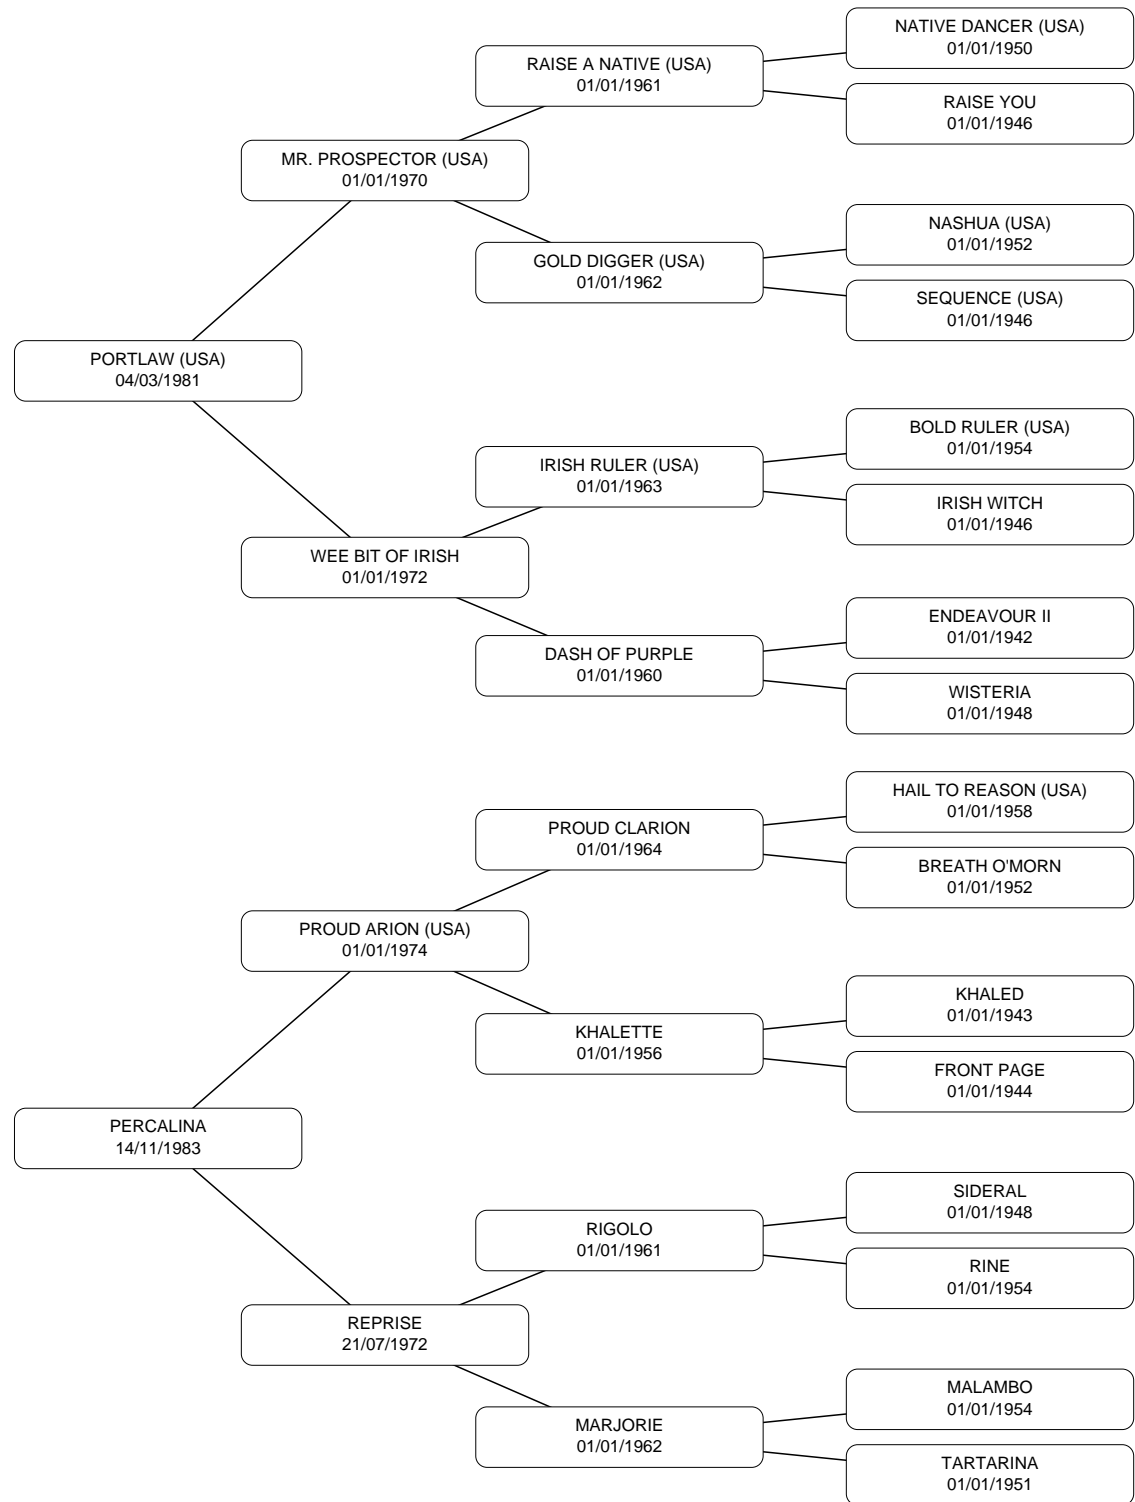 NATIVE DANCER (USA)
01/01/1950
RAISE A NATIVE (USA)
01/01/1961
RAISE YOU
01/01/1946
MR. PROSPECTOR (USA)
01/01/1970
NASHUA (USA)
01/01/1952
GOLD DIGGER (USA)
01/01/1962
SEQUENCE (USA)
01/01/1946
PORTLAW (USA)
04/03/1981
BOLD RULER (USA)
01/01/1954
IRISH RULER (USA)
01/01/1963
IRISH WITCH
01/01/1946
WEE BIT OF IRISH
01/01/1972
ENDEAVOUR II
01/01/1942
DASH OF PURPLE
01/01/1960
WISTERIA
01/01/1948
HAIL TO REASON (USA)
01/01/1958
PROUD CLARION
01/01/1964
BREATH O'MORN
01/01/1952
PROUD ARION (USA)
01/01/1974
KHALED
01/01/1943
KHALETTE
01/01/1956
FRONT PAGE
01/01/1944
PERCALINA
14/11/1983
SIDERAL
01/01/1948
RIGOLO
01/01/1961
RINE
01/01/1954
REPRISE
21/07/1972
MALAMBO
01/01/1954
MARJORIE
01/01/1962
TARTARINA
01/01/1951